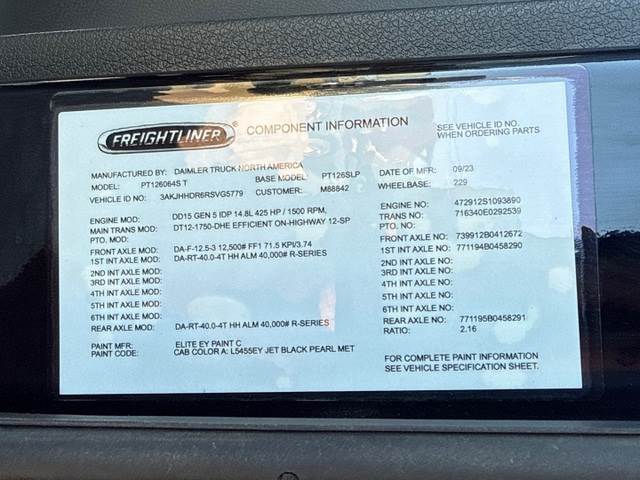 FREIGHTLINER® COMPONENT INFORMATION SEE VEHICLE ID NO. WHEN ORDERING PARTS
MANUFACTURED BY: DAIMLER TRUCK NORTH AMERICA DATE OF MFR: 09/23
MODEL: PT126064S T BASE MODEL: PT126SLP WHEELBASE: 229
VEHICLE ID: 3AKJHHDR6RSVG5779 CUSTOMER: M88842
ENGINE MOD: DD15 GEN 5 IDP 14.8L 425 HP / 1500 RPM, ENGINE NO: 472912S1093890
MAIN TRANS MOD: DT12-1750-DHE EFFICIENT ON-HIGHWAY 12-SP TRANS NO: 716340E0292539
PTO. MOD: PTO. NO:
FRONT AXLE MOD: DA-F-12.5-3 12,500# FF1 71.5 KPI/3.74 FRONT AXLE NO: 739912B0412672
1ST INT AXLE MOD: DA-RT-40.0-4T HH ALM 40,000# R-SERIES 1ST INT AXLE NO: 771194B0458290
2ND INT AXLE MOD: 2ND INT AXLE NO:
3RD INT AXLE MOD: 3RD INT AXLE NO:
4TH INT AXLE MOD: 4TH INT AXLE NO:
5TH INT AXLE MOD: 5TH INT AXLE NO:
6TH INT AXLE MOD: 6TH INT AXLE NO:
REAR AXLE MOD: DA-RT-40.0-4T HH ALM 40,000# R-SERIES REAR AXLE NO: 771195B0458291
RATIO: 2.16
PAINT MFR: ELITE EY PAINT C
PAINT CODE: CAB COLOR A: L5455EY JET BLACK PEARL MET
FOR COMPLETE PAINT INFORMATION
SEE VEHICLE SPECIFICATION SHEET.